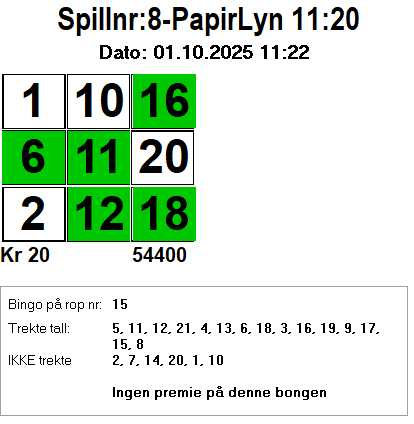 Spillnr:8-PapirLyn 11:20
Dato: 01.10.2025 11:22
1 10 16
6 11 20
2 12 18
Kr 20 54400
Bingo på rop nr: 15
Trekte tall: 5, 11, 12, 21, 4, 13, 6, 18, 3, 16, 19, 9, 17,
15, 8
IKKE trekte 2, 7, 14, 20, 1, 10
Ingen premie på denne bongen